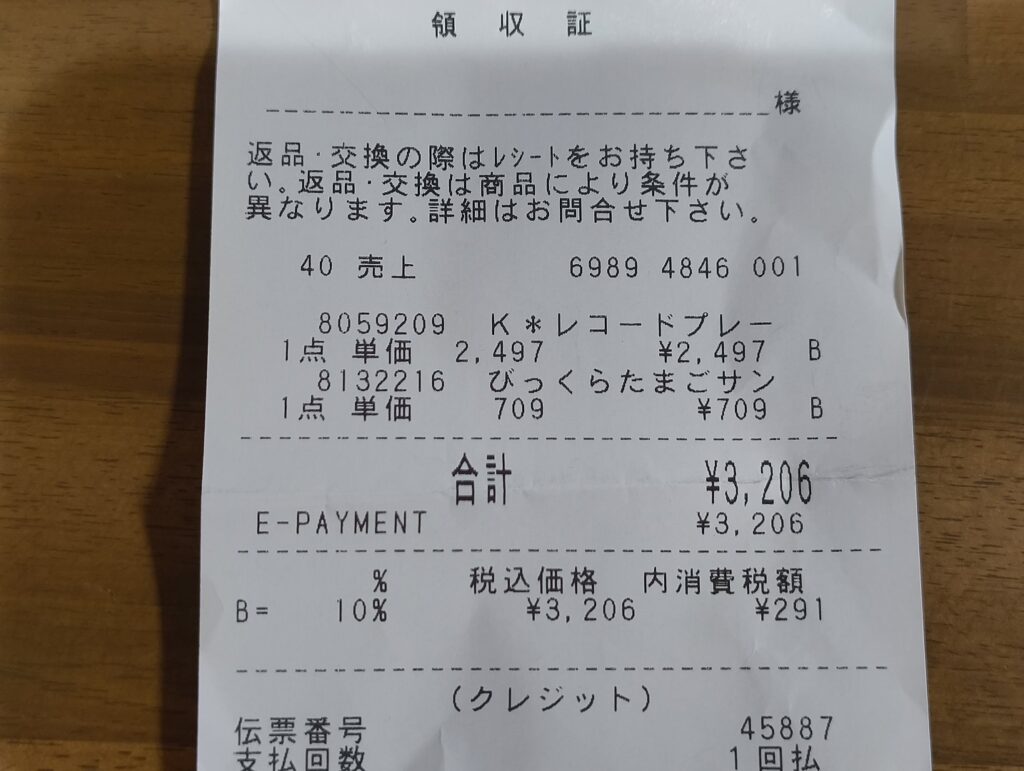 領 収 証
様
返品・交換の際はﾚｼｰﾄをお持ち下さ
い。返品・交換は商品により条件が
異なります。詳細はお問合せ下さい。
40 売上 6989 4846 001
8059209 K*レコードプレー
1点 単価 2,497 ¥2,497 B
8132216 びっくらたまごサン
1点 単価 709 ¥709 B
合計 ¥3,206
E-PAYMENT ¥3,206
% 税込価格 内消費税額
B= 10% ¥3,206 ¥291
(クレジット)
伝票番号 45887
支払回数 1回払